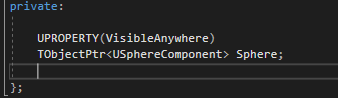 private:
UPROPERTY(VisibleAnywhere)
TObjectPtr<USphereComponent> Sphere;
};